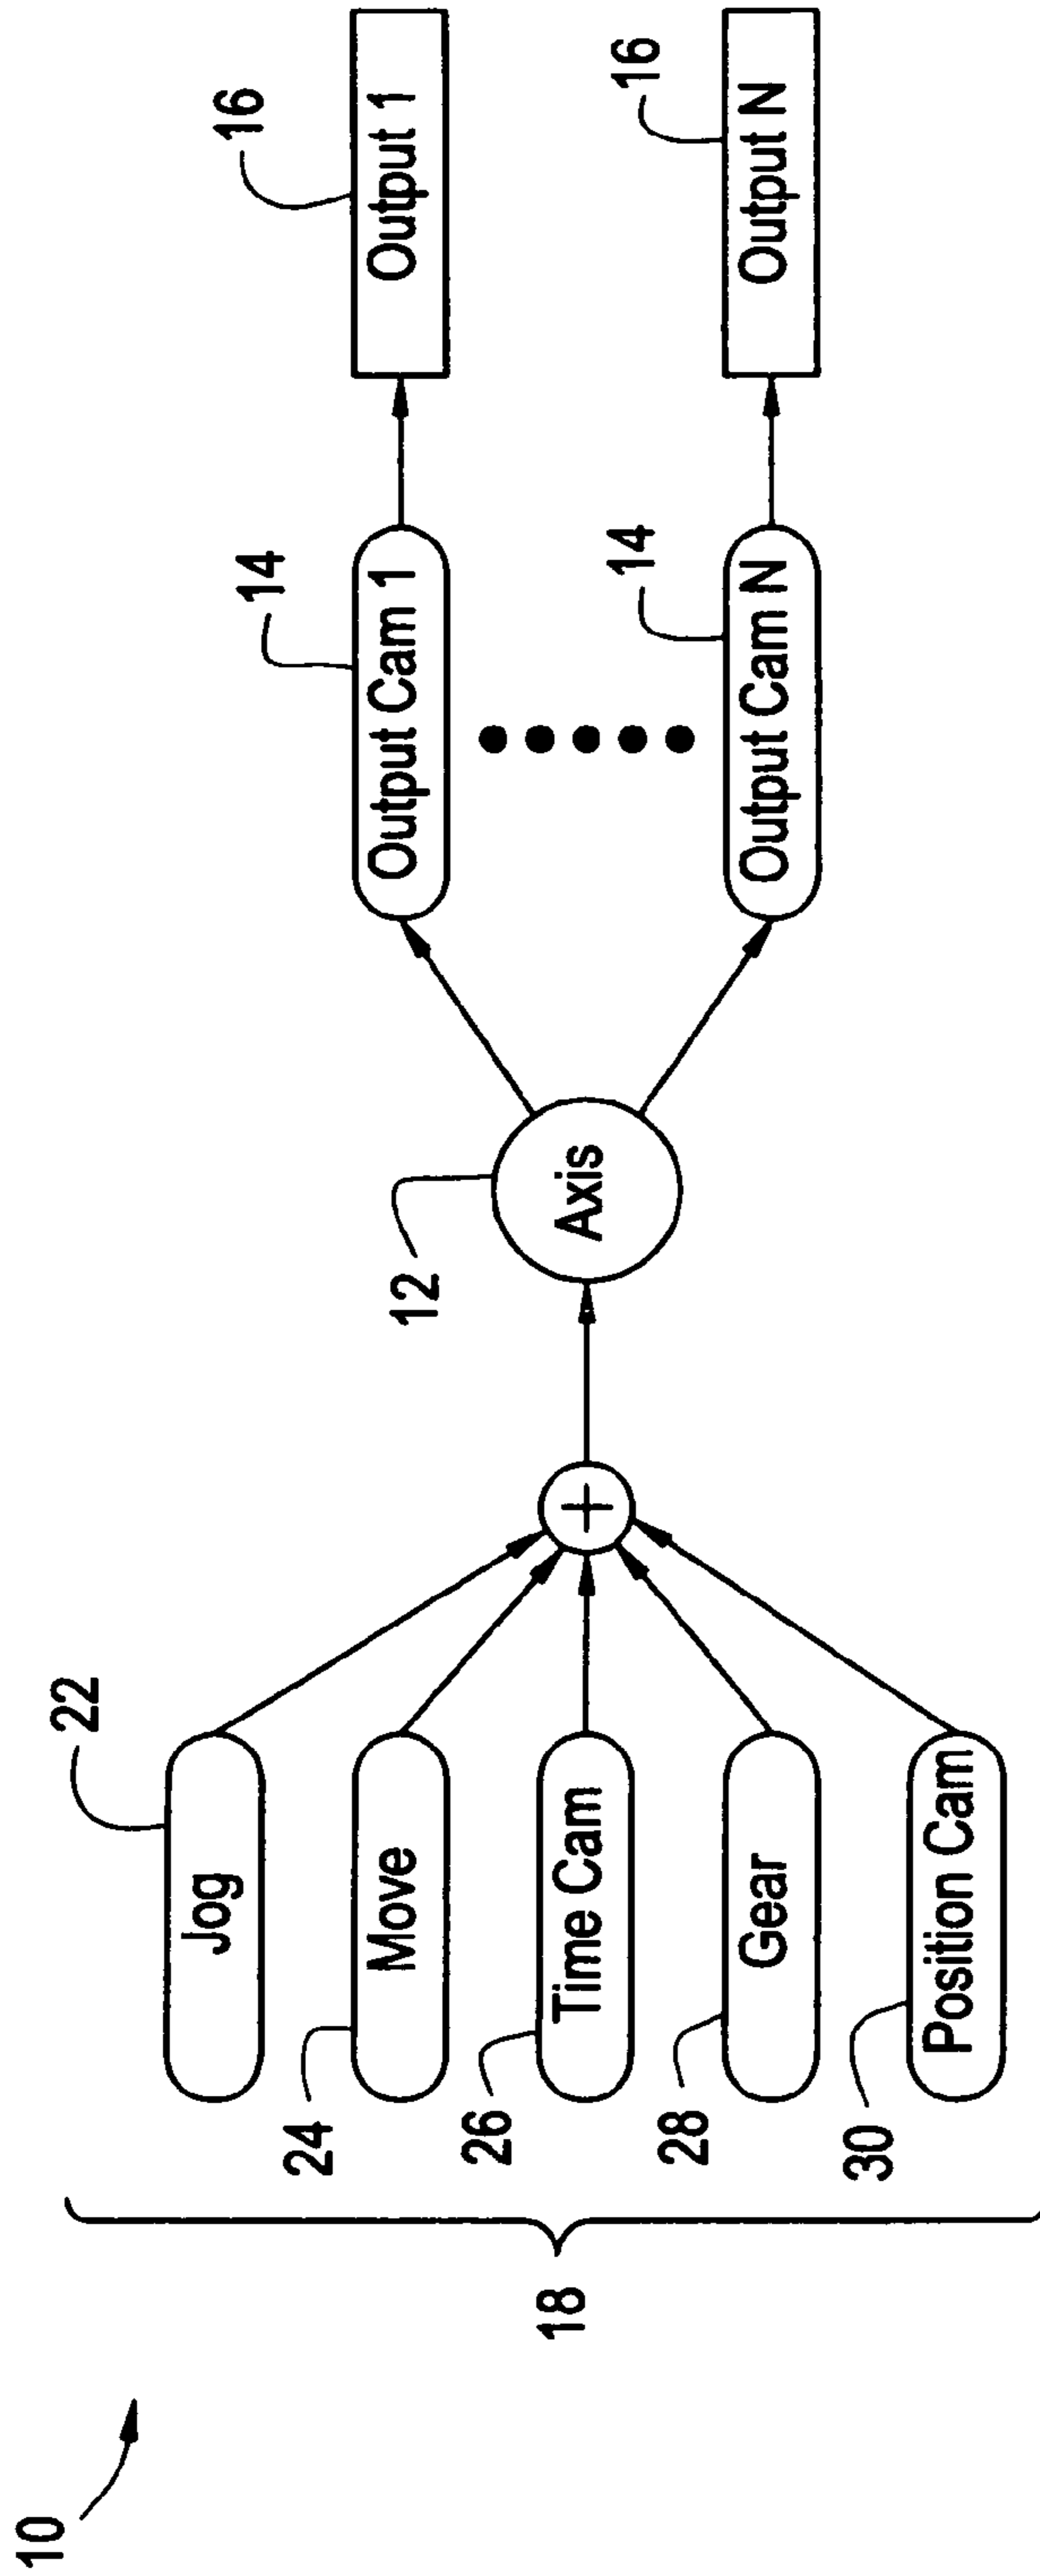 10
18
22
Jog
24
Move
26
Time Cam
28
Gear
30
Position Cam
+
12
Axis
14
Output Cam 1
16
Output 1
14
Output Cam N
16
Output N